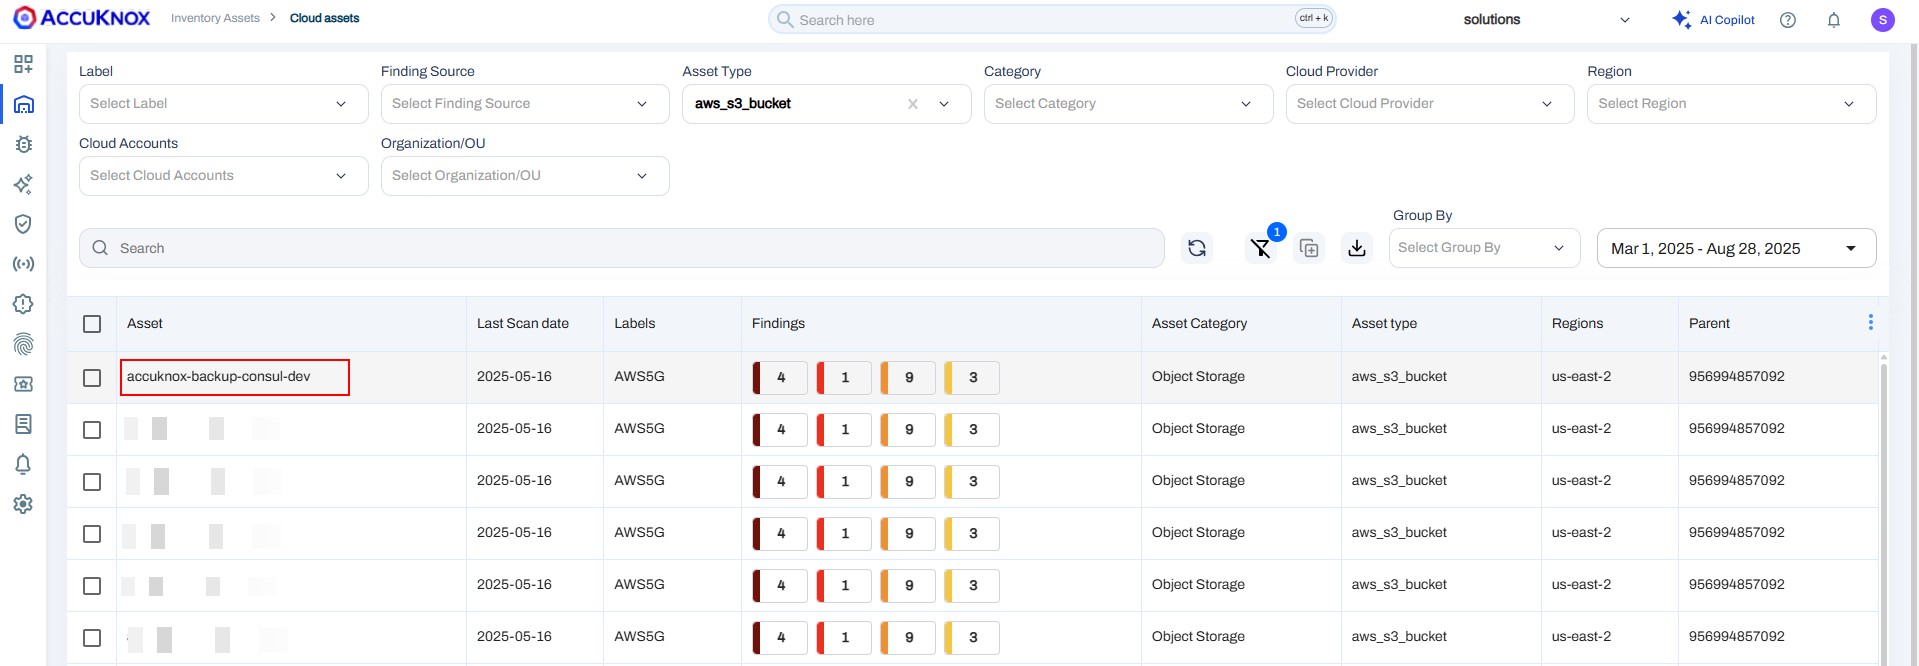 ACCUKNOX Inventory Assets > Cloud assets Search here ctrl + k solutions AI Copilot S
Label Finding Source Asset Type Category Cloud Provider Region
Select Label Select Finding Source aws_s3_bucket Select Category Select Cloud Provider Select Region
Cloud Accounts Organization/OU
Select Cloud Accounts Select Organization/OU
Group By
Search 1 Select Group By Mar 1, 2025 - Aug 28, 2025
Asset Last Scan date Labels Findings Asset Category Asset type Regions Parent
accuknox-backup-consul-dev 2025-05-16 AWS5G 4 1 9 3 Object Storage aws_s3_bucket us-east-2 956994857092
2025-05-16 AWS5G 4 1 9 3 Object Storage aws_s3_bucket us-east-2 956994857092
2025-05-16 AWS5G 4 1 9 3 Object Storage aws_s3_bucket us-east-2 956994857092
2025-05-16 AWS5G 4 1 9 3 Object Storage aws_s3_bucket us-east-2 956994857092
2025-05-16 AWS5G 4 1 9 3 Object Storage aws_s3_bucket us-east-2 956994857092
2025-05-16 AWS5G 4 1 9 3 Object Storage aws_s3_bucket us-east-2 956994857092